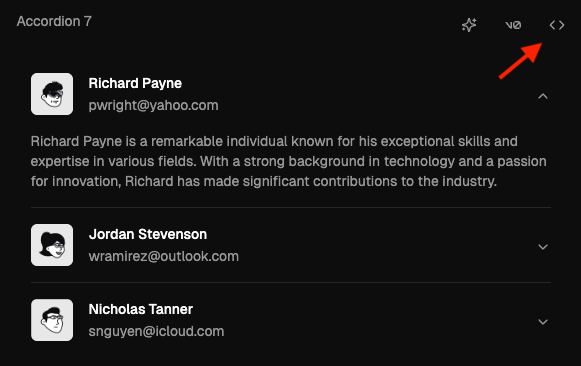 Accordion 7
v0
Richard Payne
pwright@yahoo.com
Richard Payne is a remarkable individual known for his exceptional skills and
expertise in various fields. With a strong background in technology and a passion
for innovation, Richard has made significant contributions to the industry.
Jordan Stevenson
wramirez@outlook.com
Nicholas Tanner
snguyen@icloud.com